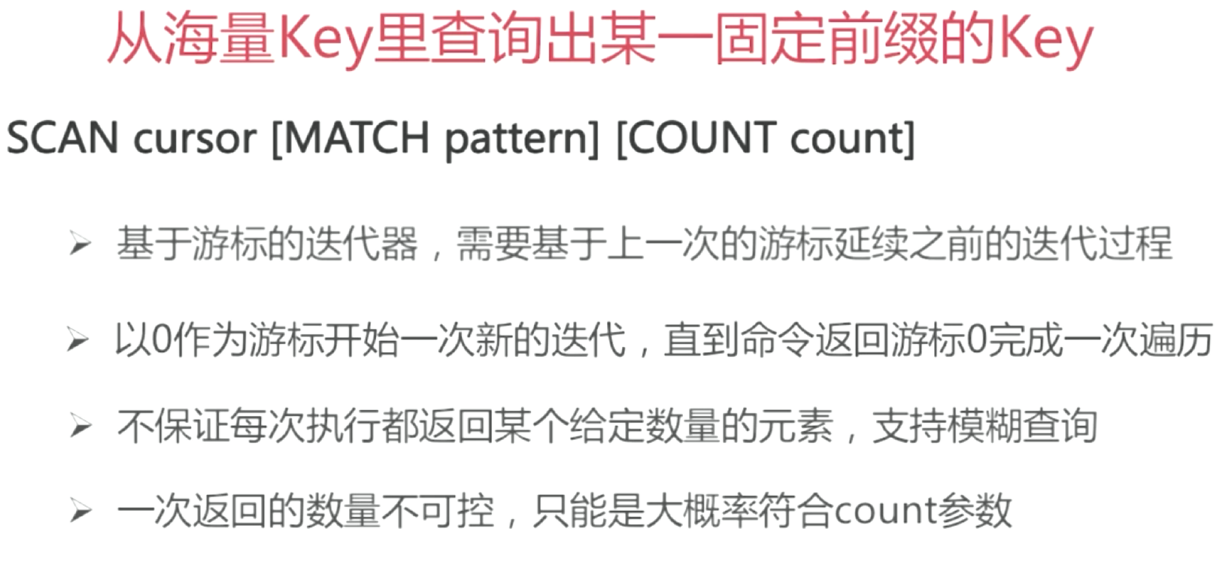 从海量Key里查询出某一固定前缀的Key
SCAN cursor [MATCH pattern] [COUNT count]
➢ 基于游标的迭代器，需要基于上一次的游标延续之前的迭代过程
➢ 以0作为游标开始一次新的迭代，直到命令返回游标0完成一次遍历
➢ 不保证每次执行都返回某个给定数量的元素，支持模糊查询
➢ 一次返回的数量不可控，只能是大概率符合count参数